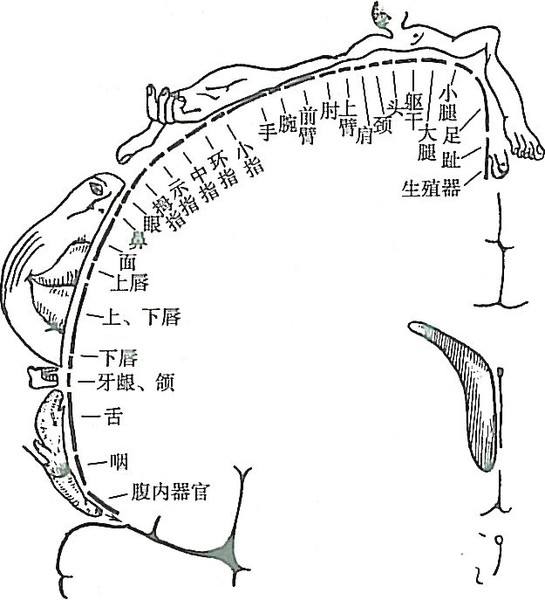 生殖器
趾
足
小腿
大腿
躯干
头
颈
肩
上臂
肘
前臂
腕
手
小指
环指
中指
示指
拇指
眼
鼻
面
上唇
上、下唇
下唇
牙龈、颌
舌
咽
腹内器官